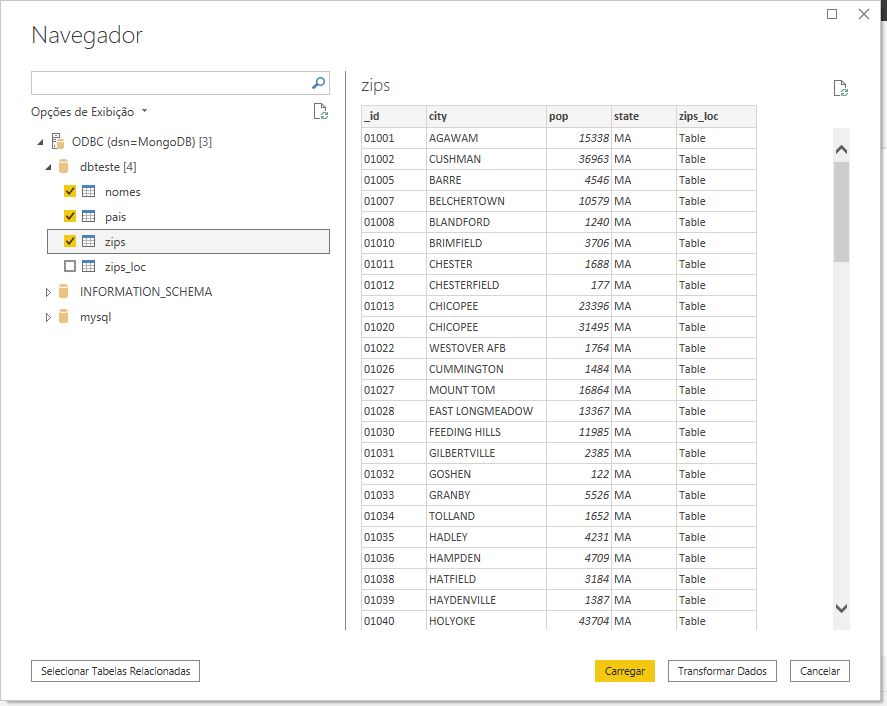 Navegador
Opções de Exibição
ODBC (dsn=MongoDB) [3]
dbteste [4]
nomes
pais
zips
zips_loc
INFORMATION_SCHEMA
mysql
zips
_id city pop state zips_loc
01001 AGAWAM 15338 MA Table
01002 CUSHMAN 36963 MA Table
01005 BARRE 4546 MA Table
01007 BELCHERTOWN 10579 MA Table
01008 BLANDFORD 1240 MA Table
01010 BRIMFIELD 3706 MA Table
01011 CHESTER 1688 MA Table
01012 CHESTERFIELD 177 MA Table
01013 CHICOPEE 23396 MA Table
01020 CHICOPEE 31495 MA Table
01022 WESTOVER AFB 1764 MA Table
01026 CUMMINGTON 1484 MA Table
01027 MOUNT TOM 16864 MA Table
01028 EAST LONGMEADOW 13367 MA Table
01030 FEEDING HILLS 11985 MA Table
01031 GILBERTVILLE 2385 MA Table
01032 GOSHEN 122 MA Table
01033 GRANBY 5526 MA Table
01034 TOLLAND 1652 MA Table
01035 HADLEY 4231 MA Table
01036 HAMPDEN 4709 MA Table
01038 HATFIELD 3184 MA Table
01039 HAYDENVILLE 1387 MA Table
01040 HOLYOKE 43704 MA Table
Selecionar Tabelas Relacionadas
Carregar
Transformar Dados
Cancelar